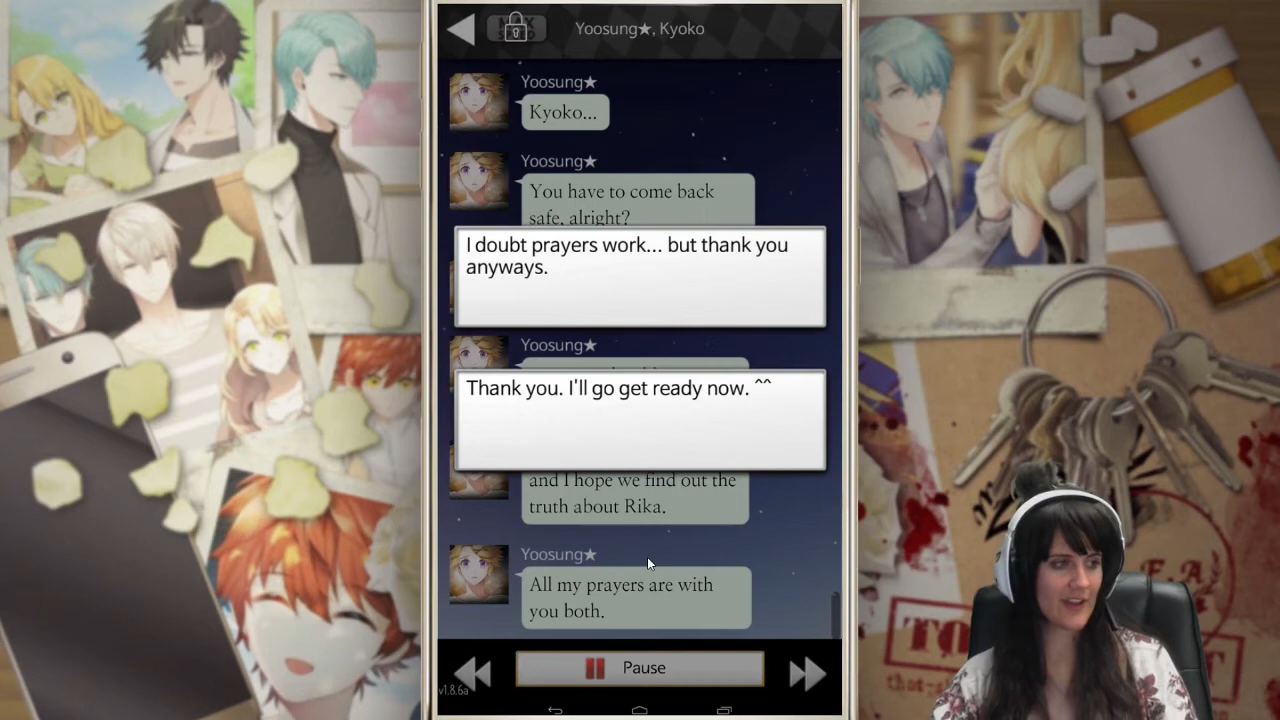 Yoosung★, Kyoko
Yoosung★
Kyoko...
Yoosung★
You have to come back
safe, alright?
I doubt prayers work... but thank you
anyways.
Yoosung★
Thank you. I'll go get ready now. ^^
and I hope we find out the
truth about Rika.
Yoosung★
All my prayers are with
you both.
Pause
v1.8.6a